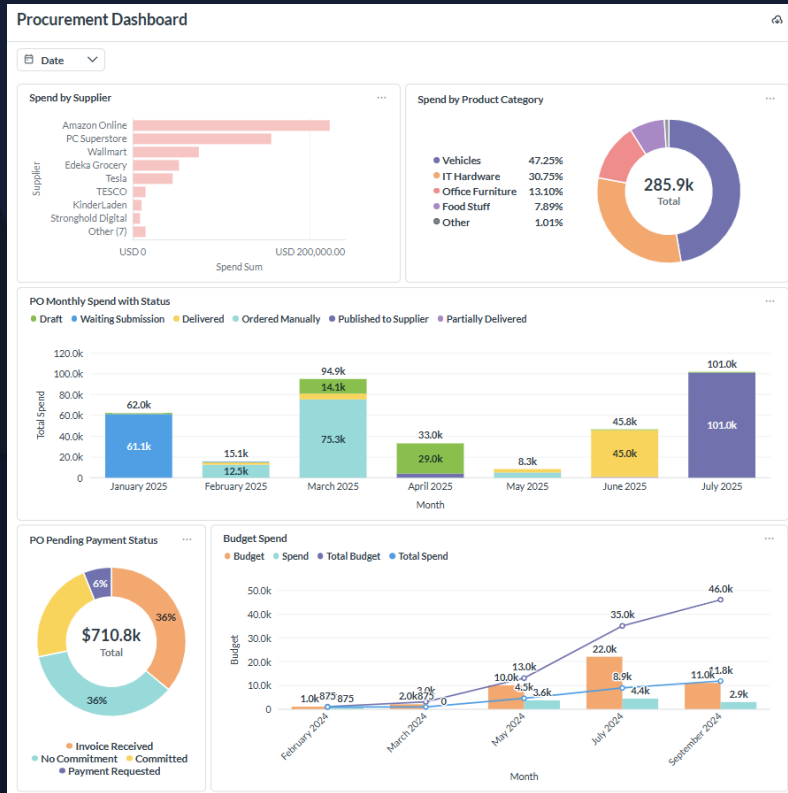 Procurement Dashboard
Date
Spend by Supplier
Supplier
Amazon Online
PC Superstore
Wallmart
Edeka Grocery
Tesla
TESCO
KinderLaden
Stronghold Digital
Other (7)
USD 0 USD 200,000.00
Spend Sum
Spend by Product Category
Vehicles 47.25%
IT Hardware 30.75%
Office Furniture 13.10%
Food Stuff 7.89%
Other 1.01%
285.9k
Total
PO Monthly Spend with Status
Draft Waiting Submission Delivered Ordered Manually Published to Supplier Partially Delivered
Total Spend
120.0k
100.0k
80.0k
60.0k
40.0k
20.0k
0
62.0k
61.1k
15.1k
12.5k
94.9k
14.1k
75.3k
33.0k
29.0k
8.3k
45.8k
45.0k
101.0k
101.0k
January 2025 February 2025 March 2025 April 2025 May 2025 June 2025 July 2025
Month
PO Pending Payment Status
6%
36%
36%
$710.8k
Total
Invoice Received
No Commitment Committed
Payment Requested
Budget Spend
Budget Spend Total Budget Total Spend
Budget
50.0k
40.0k
30.0k
20.0k
10.0k
0
1.0k 875 875
2.0k 3.0k 875 0
10.0k 13.0k 4.5k 3.6k
22.0k 35.0k 8.9k 4.4k
11.0k 46.0k 11.8k 2.9k
February 2024 March 2024 May 2024 July 2024 September 2024
Month